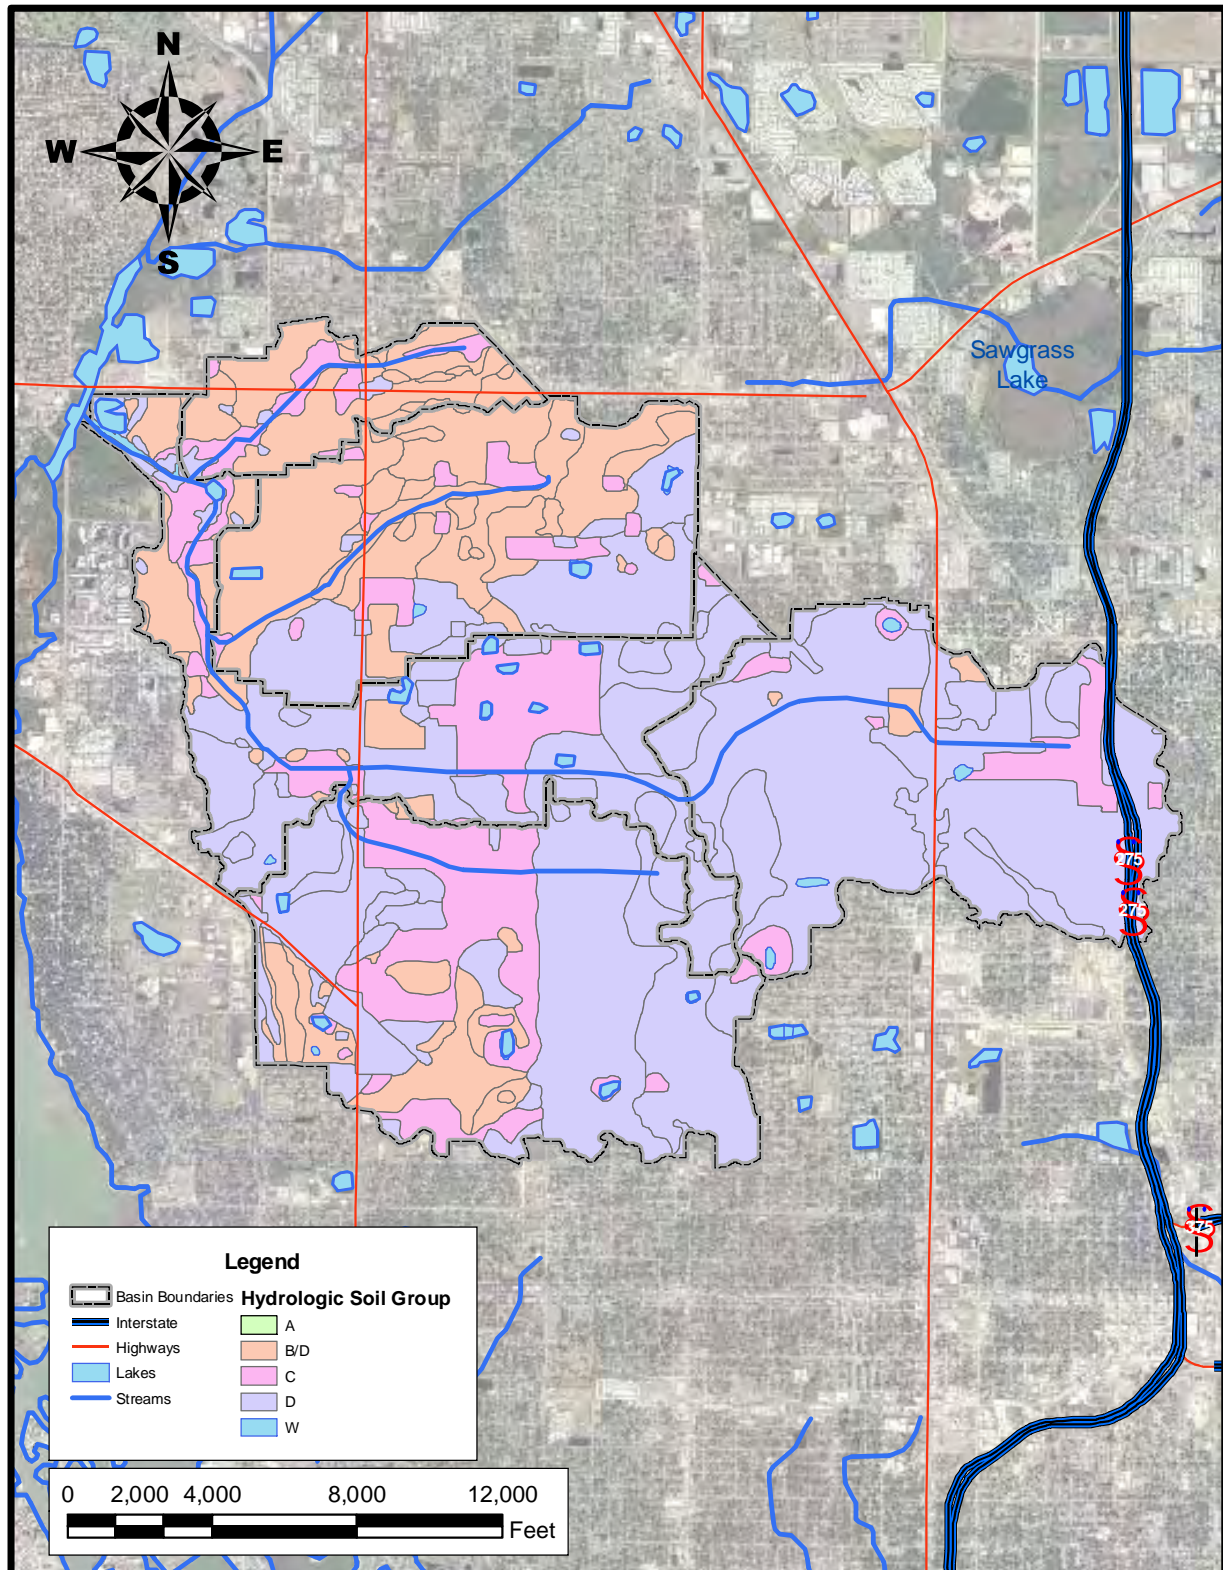 N
W
E
S
Sawgrass
Lake
275
275
275
Legend
Basin Boundaries
Interstate
Highways
Lakes
Streams
Hydrologic Soil Group
A
B/D
C
D
W
0 2,000 4,000 8,000 12,000
Feet